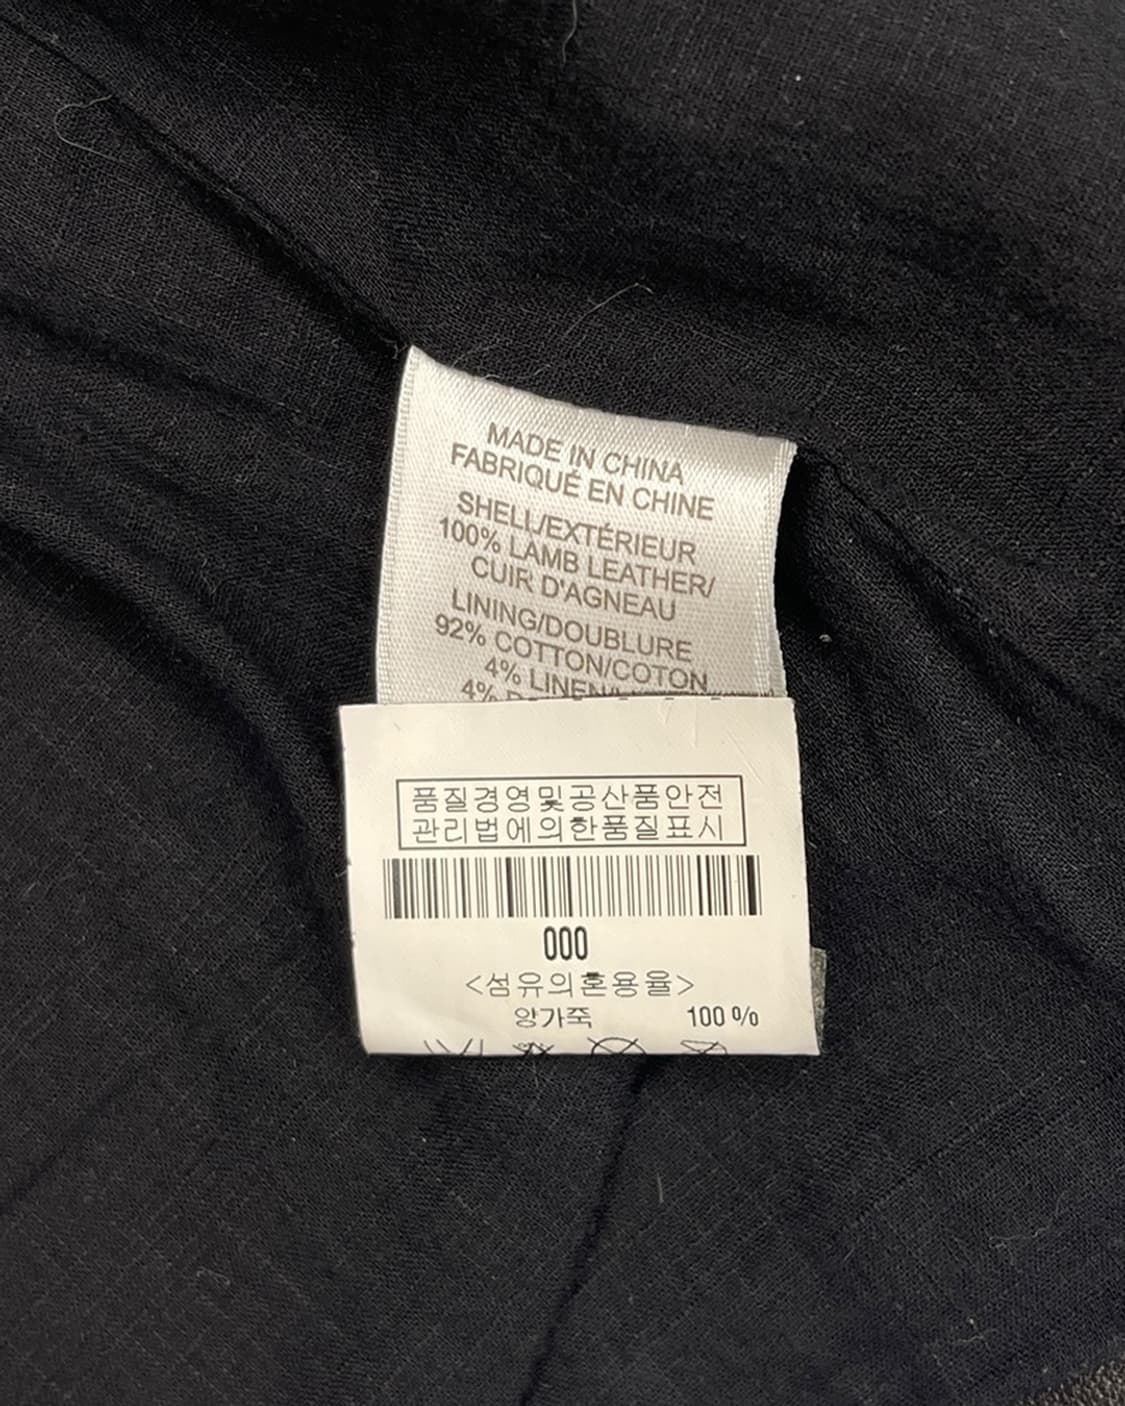 MADE IN CHINA
FABRIQUÉ EN CHINE
SHELL/EXTÉRIEUR
100% LAMB LEATHER/
CUIR D'AGNEAU
LINING/DOUBLURE
92% COTTON/COTON
4% LINEN/
4%
품질경영및공산품안전
관리법에의한품질표시
000
<섬유의혼용율>
양가죽 100 %